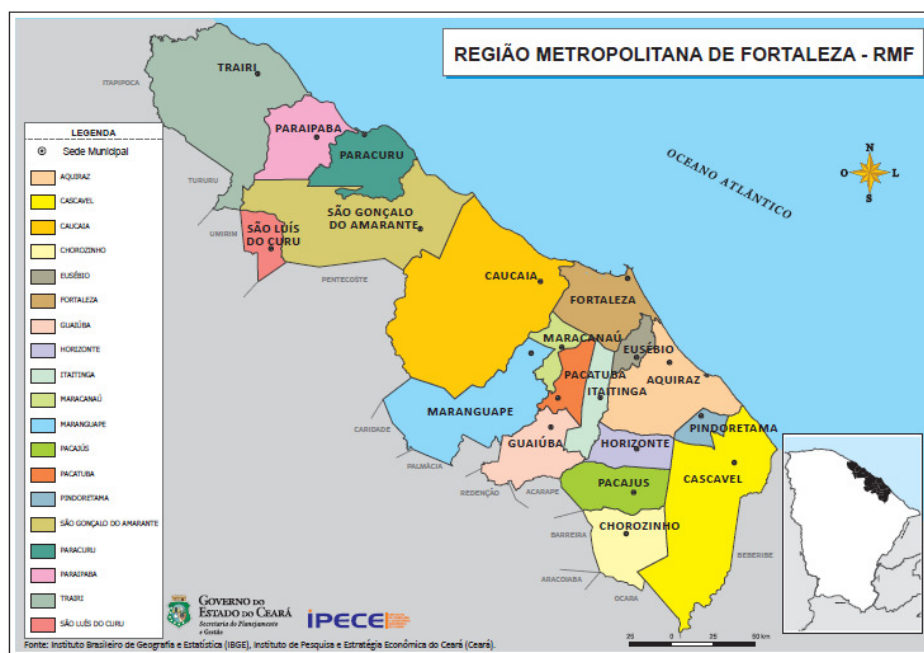 REGIÃO METROPOLITANA DE FORTALEZA - RMF
TRAIRI
ITAPIPOCA
PARAIPABA
PARACURU
OCEANO ATLÂNTICO
N
O
L
S
LEGENDA
Sede Municipal
AQUIRAZ
CASCAVEL
CAUCAIA
CHOROZINHO
EUSÉBIO
FORTALEZA
GUAIÚBA
HORIZONTE
ITAITINGA
MARACANAÚ
MARANGUAPE
PACAJÚS
PACATUBA
PINDORETAMA
SÃO GONÇALO DO AMARANTE
PARACURU
PARAIPABA
TRAIRI
SÃO LUÍS DO CURU
TURURU
UMIRIM
SÃO LUÍS
DO CURU
SÃO GONÇALO
DO AMARANTE
PENTECOSTE
CAUCAIA
FORTALEZA
MARACANAÚ
EUSÉBIO
PACATUBA
ITAITINGA
AQUIRAZ
MARANGUAPE
CARIDADE
PALMÁCIA
GUAIÚBA
HORIZONTE
PINDORETAMA
REDENÇÃO
ACARAPE
PACAJUS
CASCAVEL
BARREIRA
CHOROZINHO
ARACOIABA
OCARA
BEBERIBE
GOVERNO DO
ESTADO DO CEARÁ
Secretaria do Planejamento
e Gestão
IPECE
20 0 25 50 km
Fonte: Instituto Brasileiro de Geografia e Estatística (IBGE), Instituto de Pesquisa e Estratégia Econômica do Ceará (Ceará).